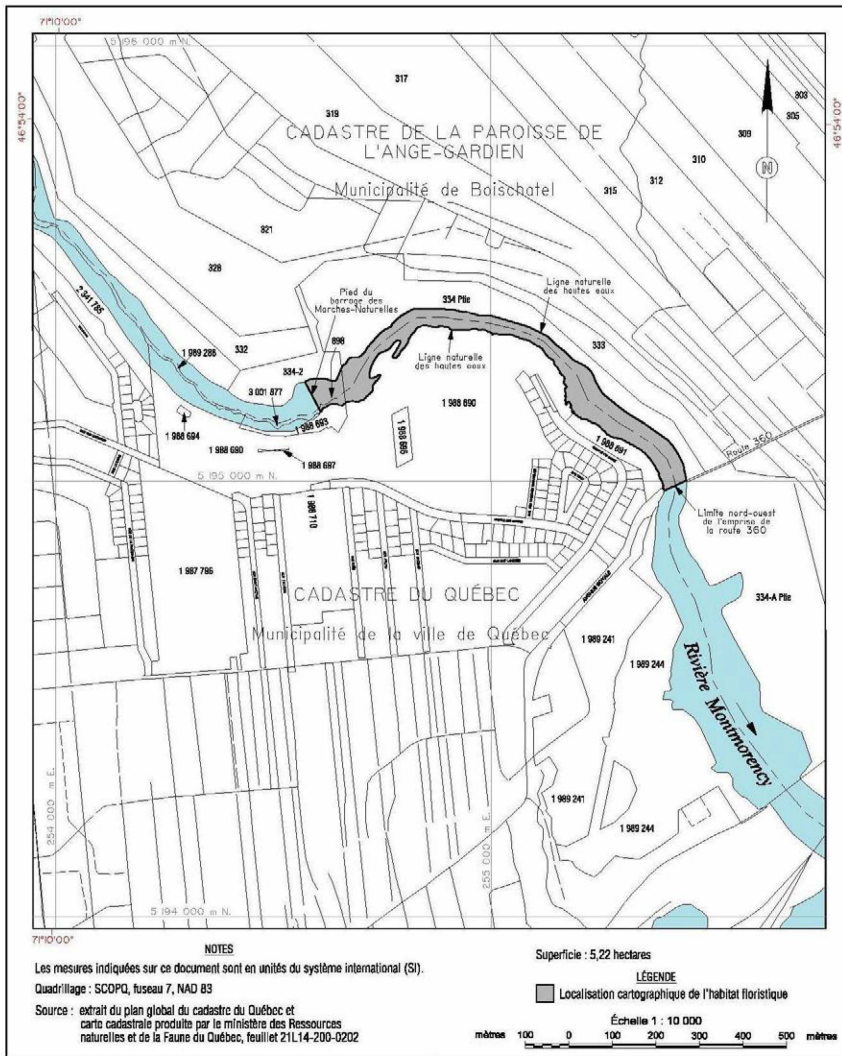 71°10'00"
5 196 000 m N.
46°54'00"
46°54'00"
317
319
303
305
309
310
312
315
CADASTRE DE LA PAROISSE DE
L'ANGE-GARDIEN
Municipalité de Boischatel
N
321
328
2 341 785
Pied du
barrage des
Marches-Naturelles
334 Ptie
Ligne naturelle
des hautes eaux
1 989 288
332
334-2
898
333
Ligne naturelle
des hautes eaux
3 001 877
1 988 690
1 988 693
1 988 694
1 988 690
1 988 697
1 988 695
1 988 691
Route 360
5 195 000 m N.
Limite nord-ouest
de l'emprise de
la route 360
1 988 710
1 987 786
334-A Ptie
CADASTRE DU QUÉBEC
Municipalité de la ville de Québec
1 989 241
1 989 244
Rivière Montmorency
254 000 m E.
255 000 m E.
1 989 241
1 989 244
5 194 000 m N.
71°10'00"
NOTES
Les mesures indiquées sur ce document sont en unités du système international (SI).
Quadrillage : SCOPQ, fuseau 7, NAD 83
Source : extrait du plan global du cadastre du Québec et
carte cadastrale produite par le ministère des Ressources
naturelles et de la Faune du Québec, feuillet 21L14-200-0202
Superficie : 5,22 hectares
LÉGENDE
Localisation cartographique de l'habitat floristique
Échelle 1 : 10 000
mètres 100 0 100 200 300 400 500 mètres